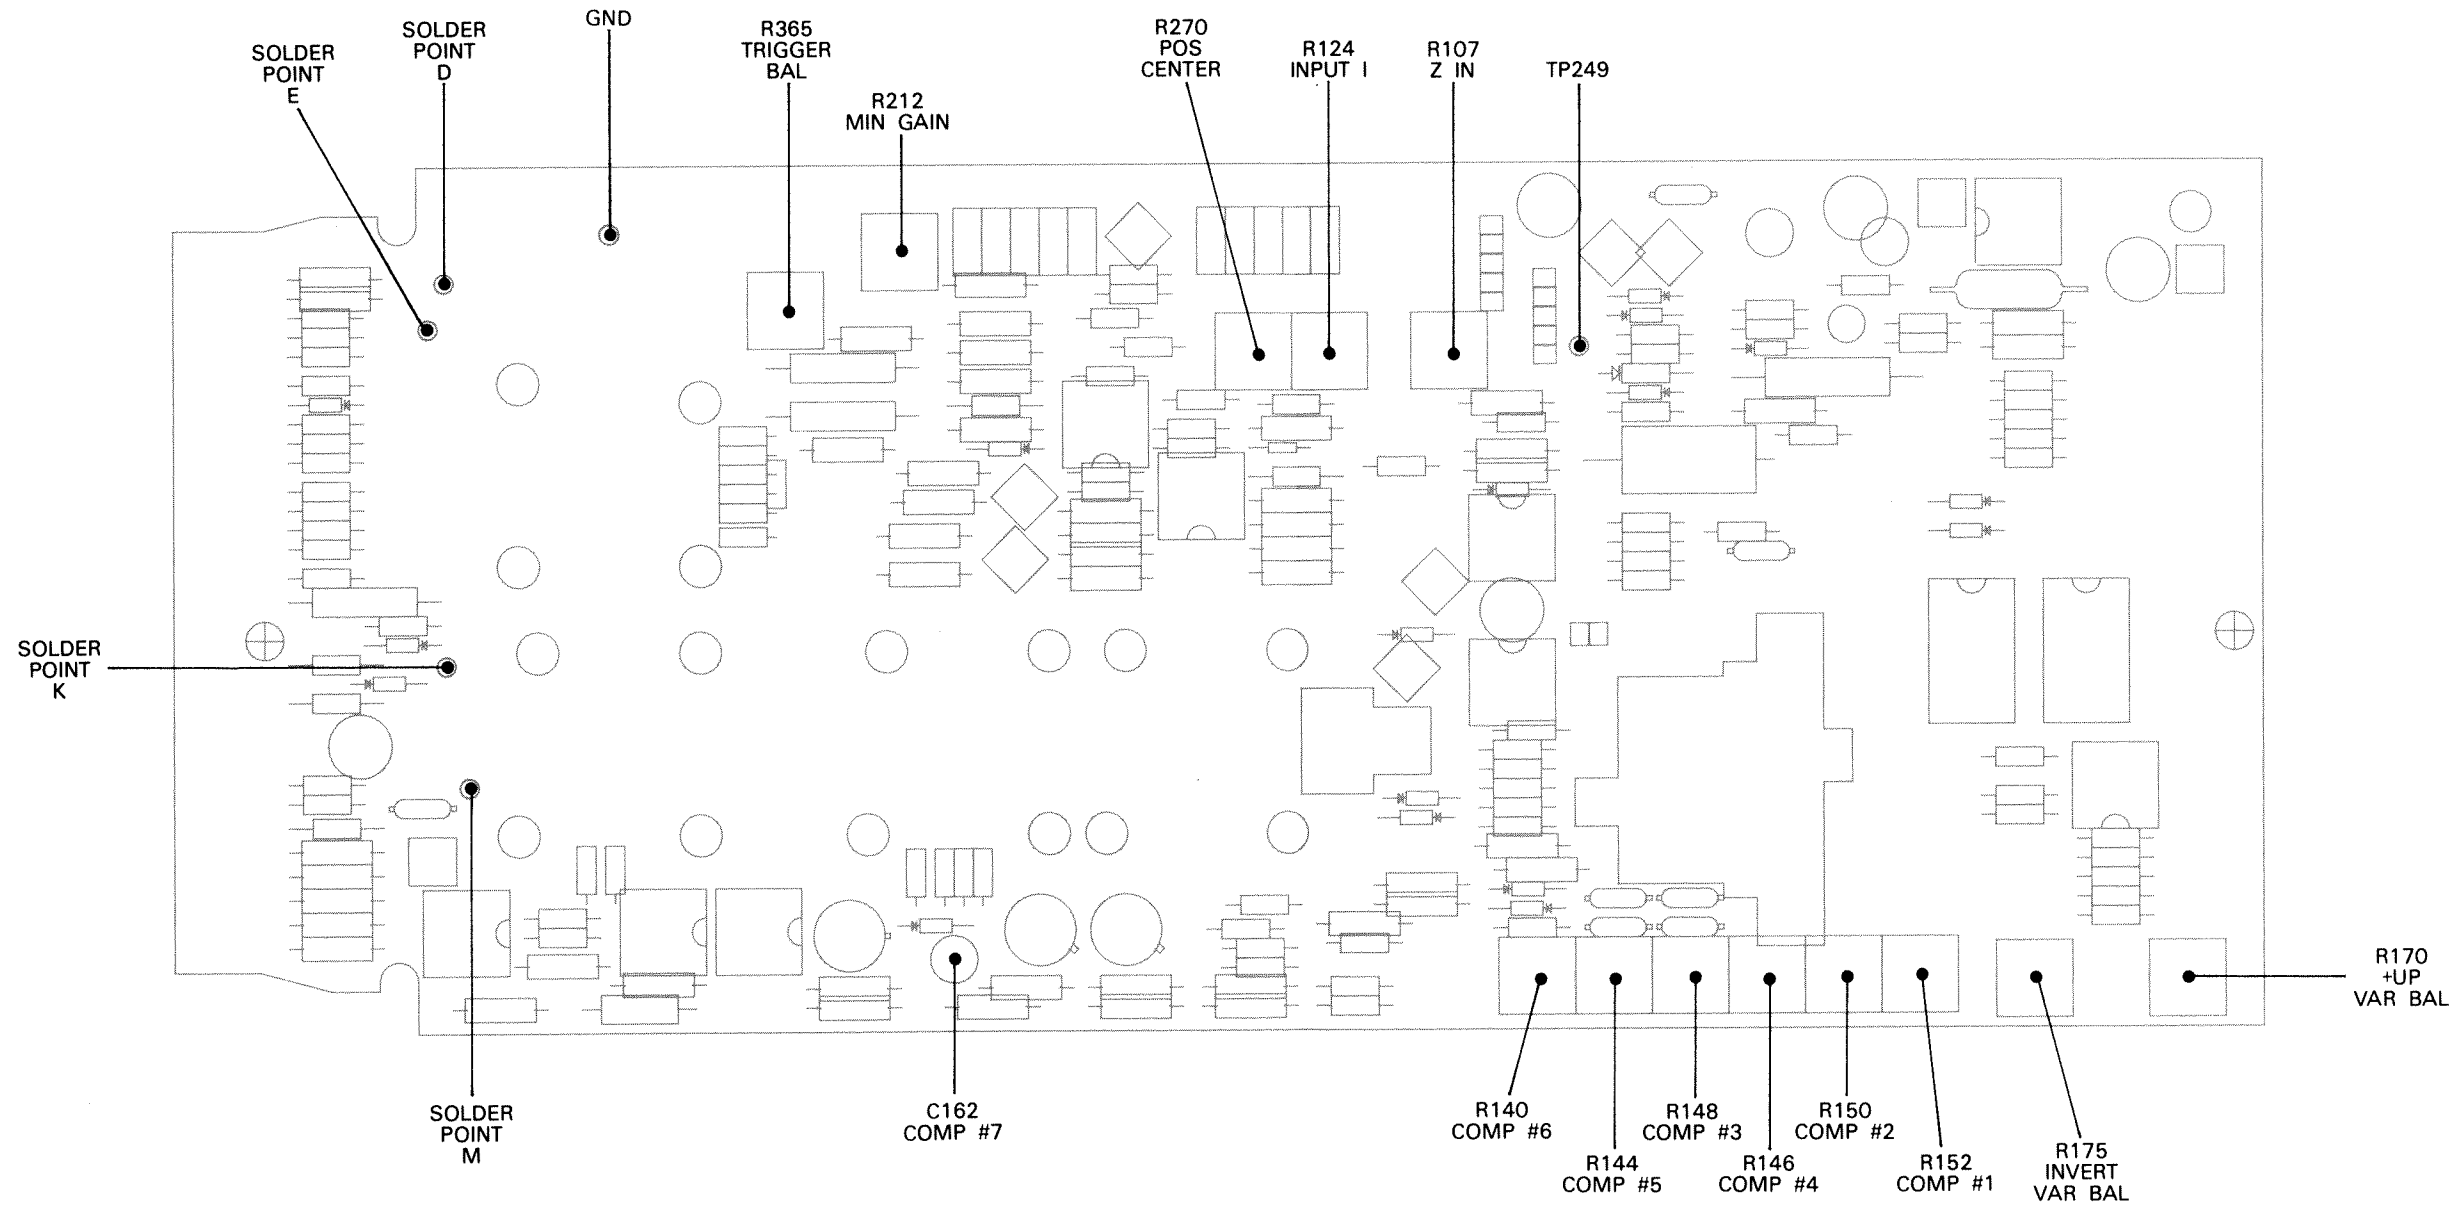 SOLDER
POINT
E
SOLDER
POINT
D
GND
R365
TRIGGER
BAL
R212
MIN GAIN
R270
POS
CENTER
R124
INPUT I
R107
Z IN
TP249
SOLDER
POINT
K
R170
+UP
VAR BAL
SOLDER
POINT
M
C162
COMP #7
R140
COMP #6
R144
COMP #5
R148
COMP #3
R146
COMP #4
R150
COMP #2
R152
COMP #1
R175
INVERT
VAR BAL